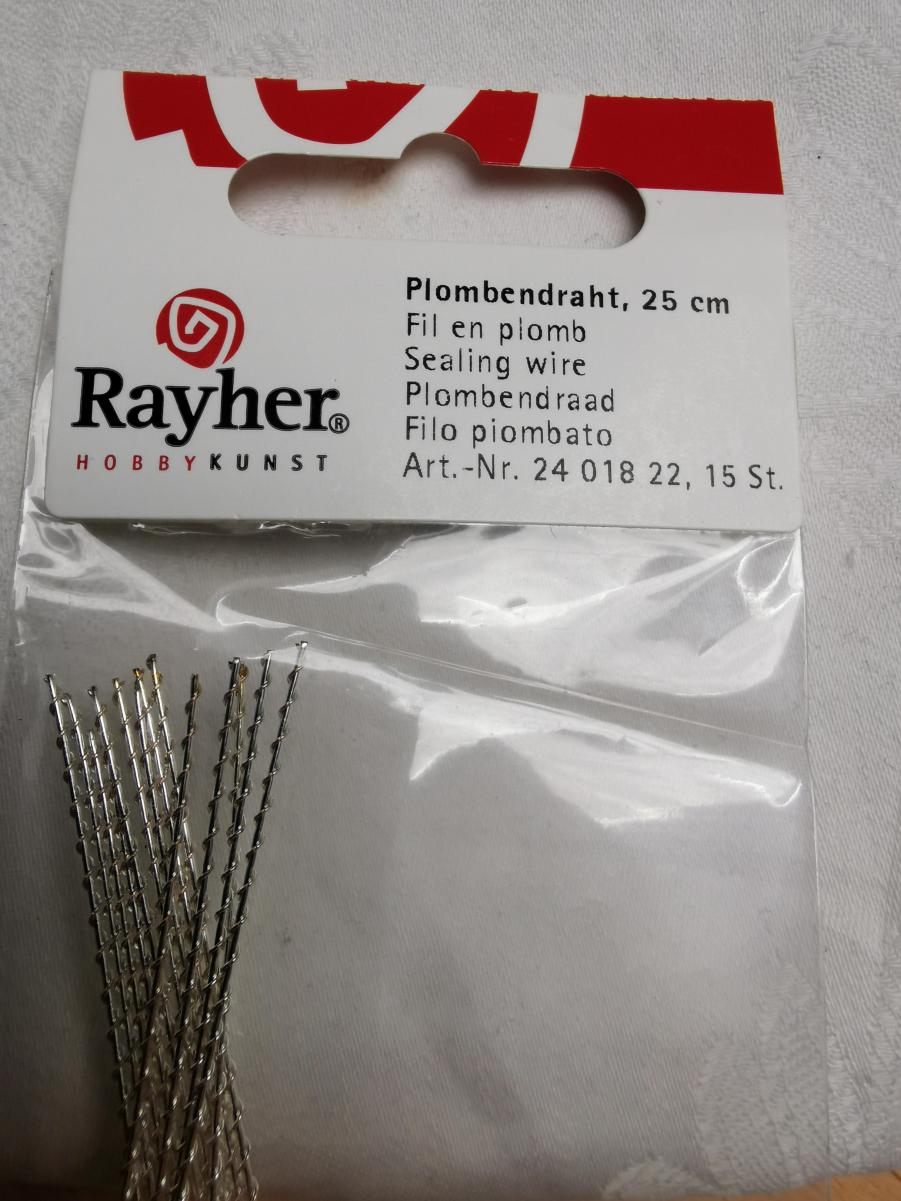 Plombendraht, 25 cm
Fil en plomb
Sealing wire
Plombendraad
Filo piombato
Art.-Nr. 24 018 22, 15 St.
Rayher®
HOBBYKUNST